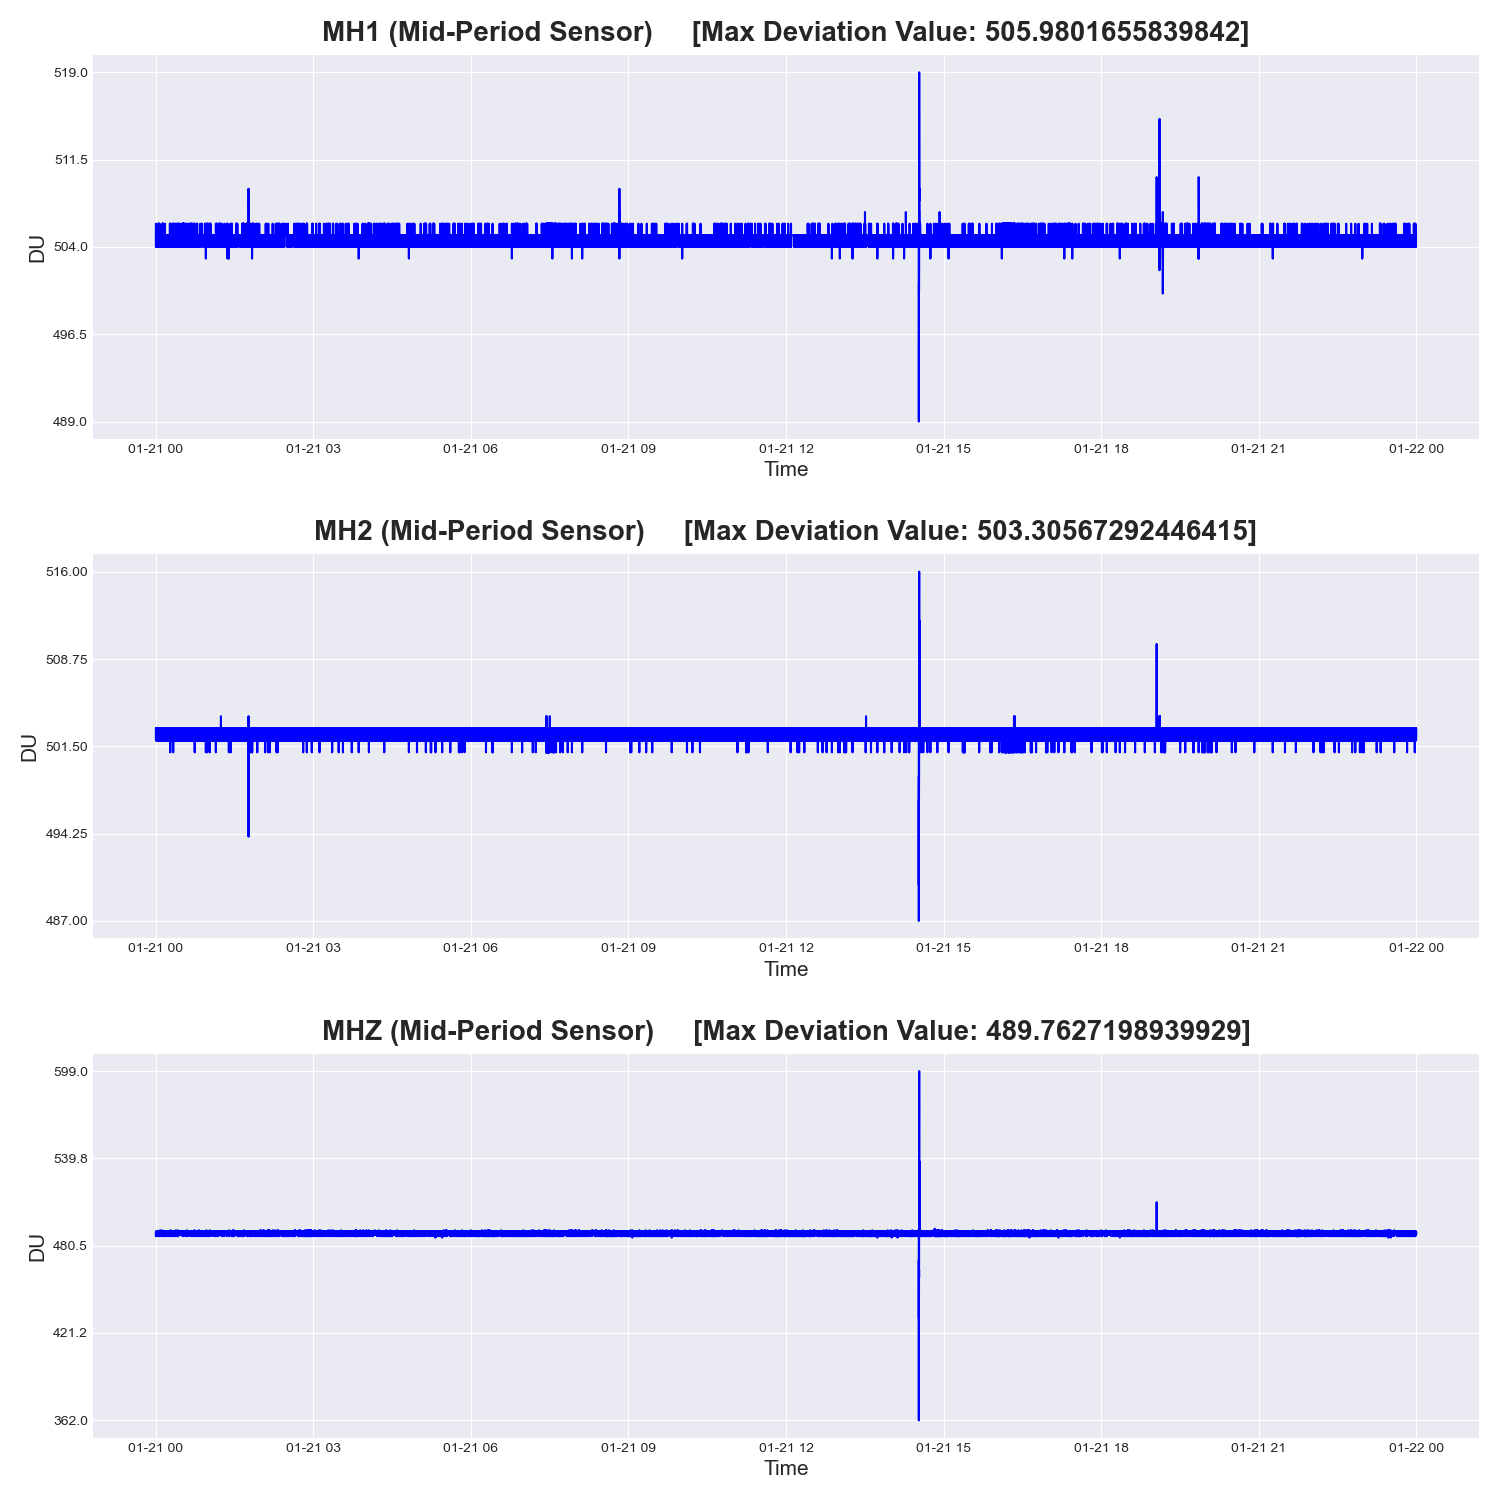 MH1 (Mid-Period Sensor) [Max Deviation Value: 505.9801655839842]
519.0
511.5
504.0
496.5
489.0
DU
01-21 00 01-21 03 01-21 06 01-21 09 01-21 12 01-21 15 01-21 18 01-21 21 01-22 00
Time
MH2 (Mid-Period Sensor) [Max Deviation Value: 503.30567292446415]
516.00
508.75
501.50
494.25
487.00
DU
01-21 00 01-21 03 01-21 06 01-21 09 01-21 12 01-21 15 01-21 18 01-21 21 01-22 00
Time
MHZ (Mid-Period Sensor) [Max Deviation Value: 489.7627198939929]
599.0
539.8
480.5
421.2
362.0
DU
01-21 00 01-21 03 01-21 06 01-21 09 01-21 12 01-21 15 01-21 18 01-21 21 01-22 00
Time